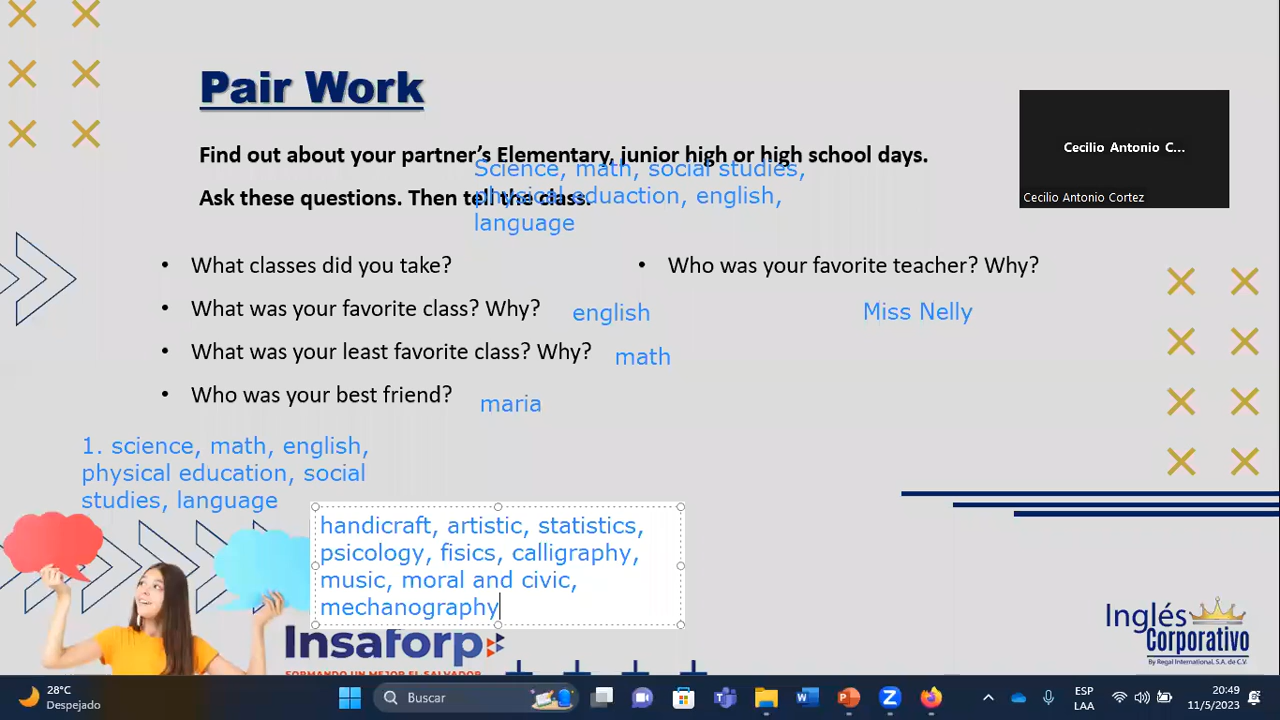 Pair Work
Find out about your partner's Elementary, junior high or high school days.
Ask these questions. Then tell the class.
Science, math, social studies,
physical eduaction, english,
language
Cecilio Antonio C...
Cecilio Antonio Cortez
• What classes did you take?
• What was your favorite class? Why?
english
• What was your least favorite class? Why?
math
• Who was your best friend?
maria
• Who was your favorite teacher? Why?
Miss Nelly
1. science, math, english,
physical education, social
studies, language
handicraft, artistic, statistics,
psicology, fisics, calligraphy,
music, moral and civic,
mechanography
Insaforp
FORMANDO UN MEJOR EL SALVADOR
Inglés
Corporativo
By Regal International, S.A. de C.V.
28°C
Despejado
Buscar
ESP
LAA
20:49
11/5/2023